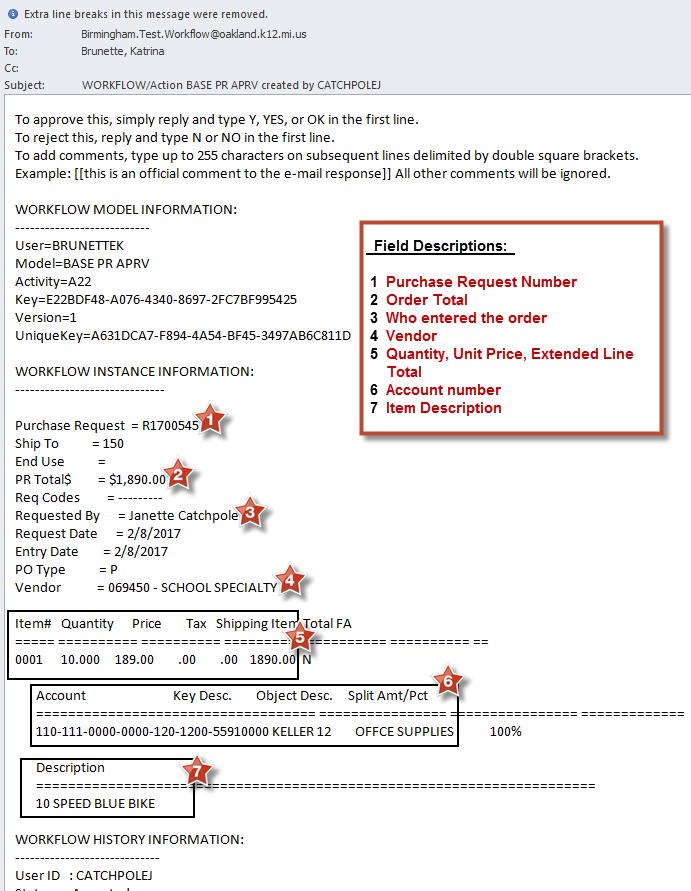 Extra line breaks in this message were removed.
From: Birmingham.Test.Workflow@oakland.k12.mi.us
To: Brunette, Katrina
Cc:
Subject: WORKFLOW/Action BASE PR APRV created by CATCHPOLEJ
To approve this, simply reply and type Y, YES, or OK in the first line.
To reject this, reply and type N or NO in the first line.
To add comments, type up to 255 characters on subsequent lines delimited by double square brackets.
Example: [[this is an official comment to the e-mail response]] All other comments will be ignored.
WORKFLOW MODEL INFORMATION:
---------------------------
User=BRUNETTEK
Model=BASE PR APRV
Activity=A22
Key=E22BDF48-A076-4340-8697-2FC7BF995425
Version=1
UniqueKey=A631DCA7-F894-4A54-BF45-3497AB6C811D
Field Descriptions:
1 Purchase Request Number
2 Order Total
3 Who entered the order
4 Vendor
5 Quantity, Unit Price, Extended Line
Total
6 Account number
7 Item Description
WORKFLOW INSTANCE INFORMATION:
------------------------------
Purchase Request = R1700545 1
Ship To = 150
End Use =
PR Total$ = $1,890.00 2
Req Codes = ---------
Requested By = Janette Catchpole 3
Request Date = 2/8/2017
Entry Date = 2/8/2017
PO Type = P
Vendor = 069450 - SCHOOL SPECIALTY 4
Item# Quantity Price Tax Shipping Item Total FA
===== ========== ========== ========== ========== ========== ==
5
0001 10.000 189.00 .00 .00 1890.00 N
6
Account Key Desc. Object Desc. Split Amt/Pct
=================================== ================ ================ =============
110-111-0000-0000-120-1200-55910000 KELLER 12 OFFCE SUPPLIES 100%
Description 7
======================================================================
10 SPEED BLUE BIKE
WORKFLOW HISTORY INFORMATION:
-----------------------------
User ID : CATCHPOLEJ